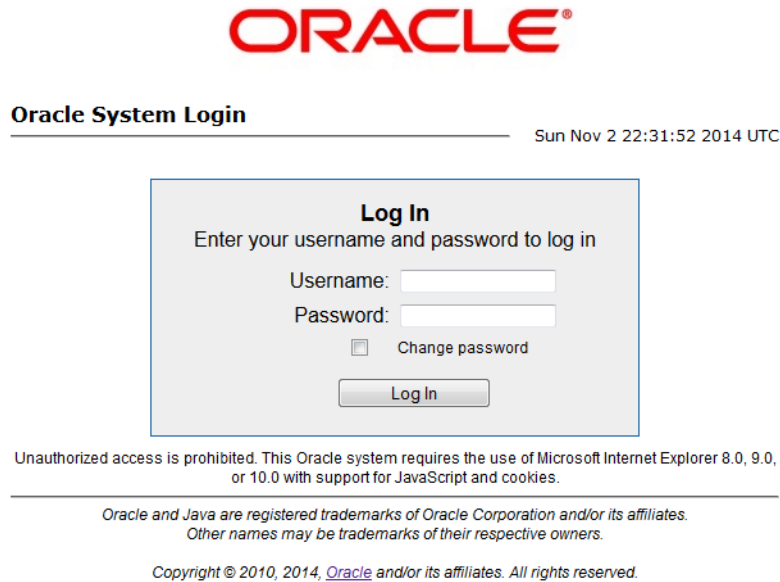 ORACLE®
Oracle System Login
Sun Nov 2 22:31:52 2014 UTC
Log In
Enter your username and password to log in
Username:
Password:
Change password
Log In
Unauthorized access is prohibited. This Oracle system requires the use of Microsoft Internet Explorer 8.0, 9.0,
or 10.0 with support for JavaScript and cookies.
Oracle and Java are registered trademarks of Oracle Corporation and/or its affiliates.
Other names may be trademarks of their respective owners.
Copyright © 2010, 2014, Oracle and/or its affiliates. All rights reserved.